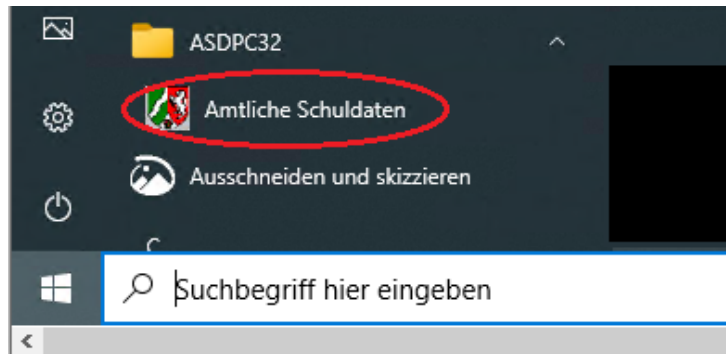 ASDPC32
Amtliche Schuldaten
Ausschneiden und skizzieren
Suchbegriff hier eingeben